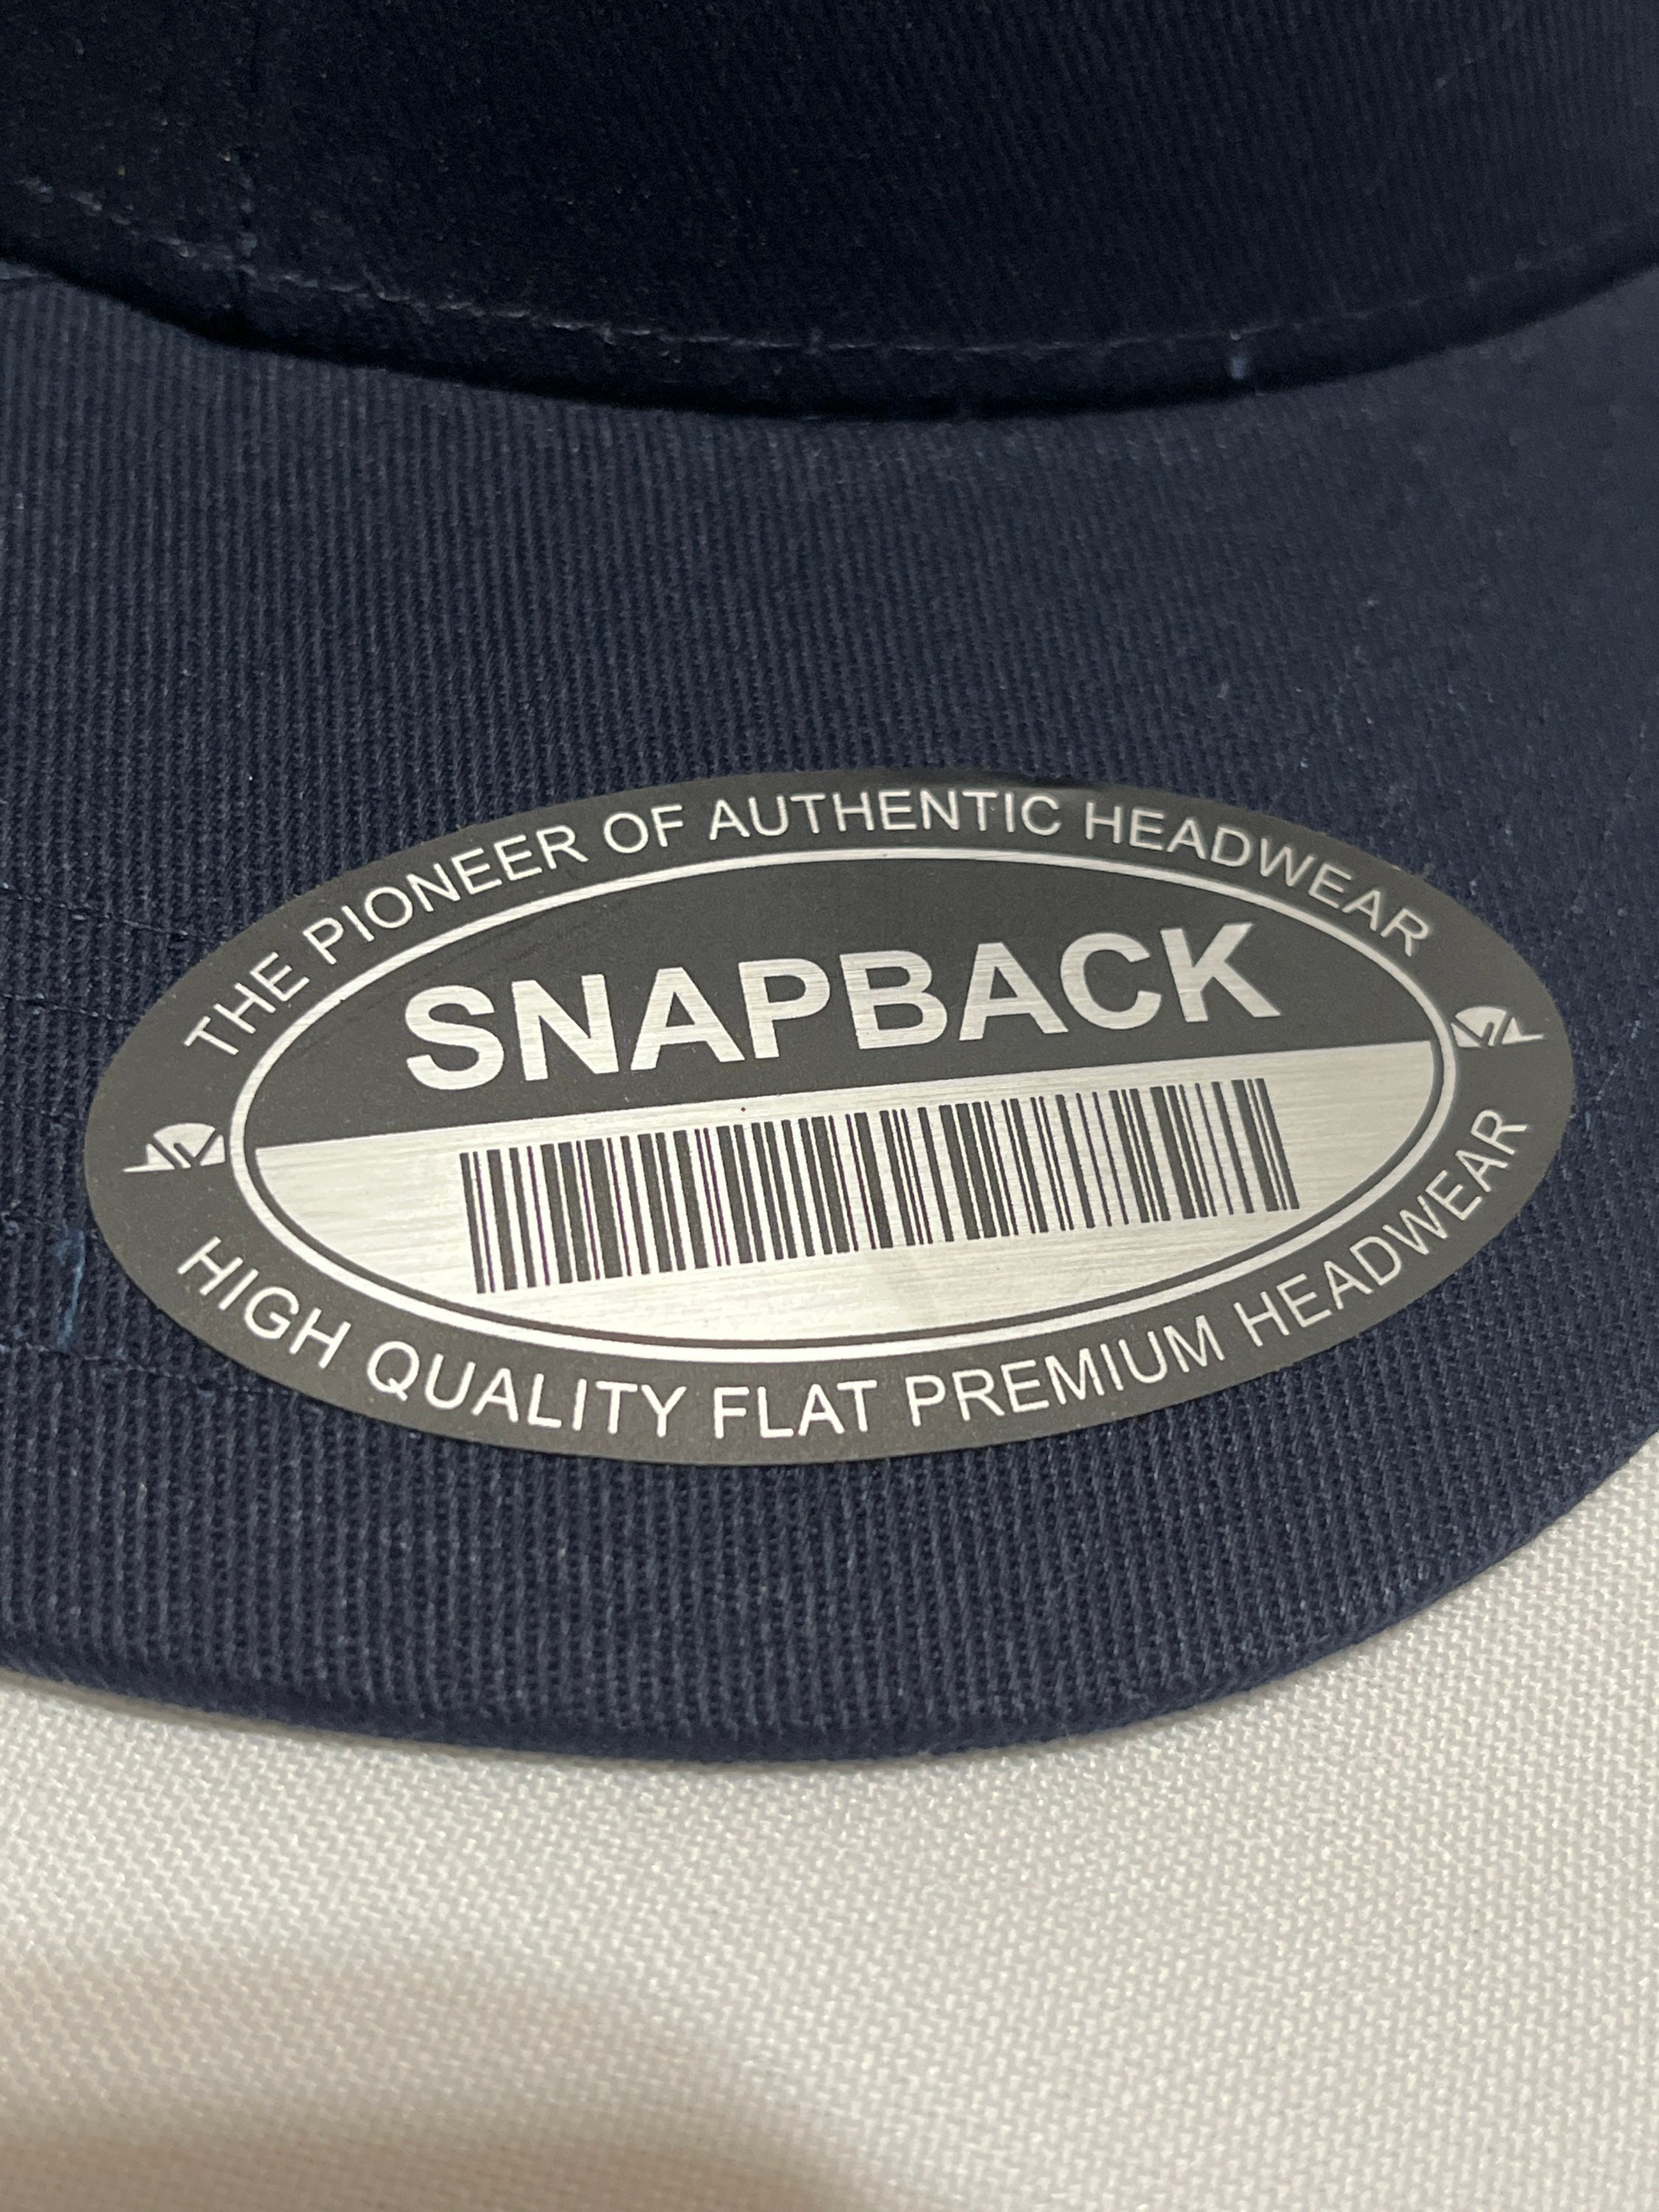 THE PIONEER OF AUTHENTIC HEADWEAR
SNAPBACK
HIGH QUALITY FLAT PREMIUM HEADWEAR